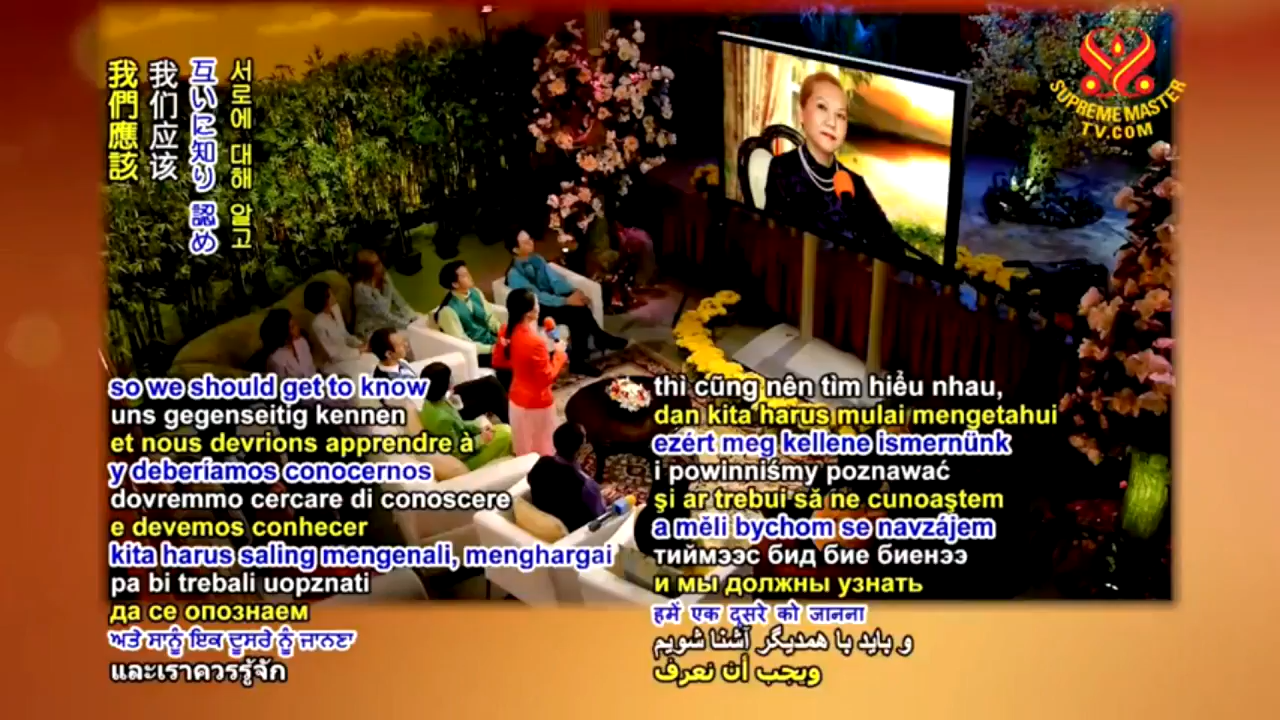 我們應該
我们应该
互いに知り 認め
서로에 대해 알고
SUPREME MASTER
TV.COM
so we should get to know
uns gegenseitig kennen
et nous devrions apprendre à
y deberíamos conocernos
dovremmo cercare di conoscere
e devemos conhecer
kita harus saling mengenali, menghargai
pa bi trebali uopznati
да се опознаем
ਅਤੇ ਸਾਨੂੰ ਇਕ ਦੂਸਰੇ ਨੂੰ ਜਾਨਣਾ
และเราควรรู้จัก
thì cũng nên tìm hiểu nhau,
dan kita harus mulai mengetahui
ezért meg kellene ismernünk
i powinniśmy poznawać
şi ar trebui să ne cunoaştem
a měli bychom se navzájem
тиймээс бид бие биенээ
и мы должны узнать
हमें एक दूसरे को जानना
و باید با همدیگر آشنا شویم
ويجب أن نعرف